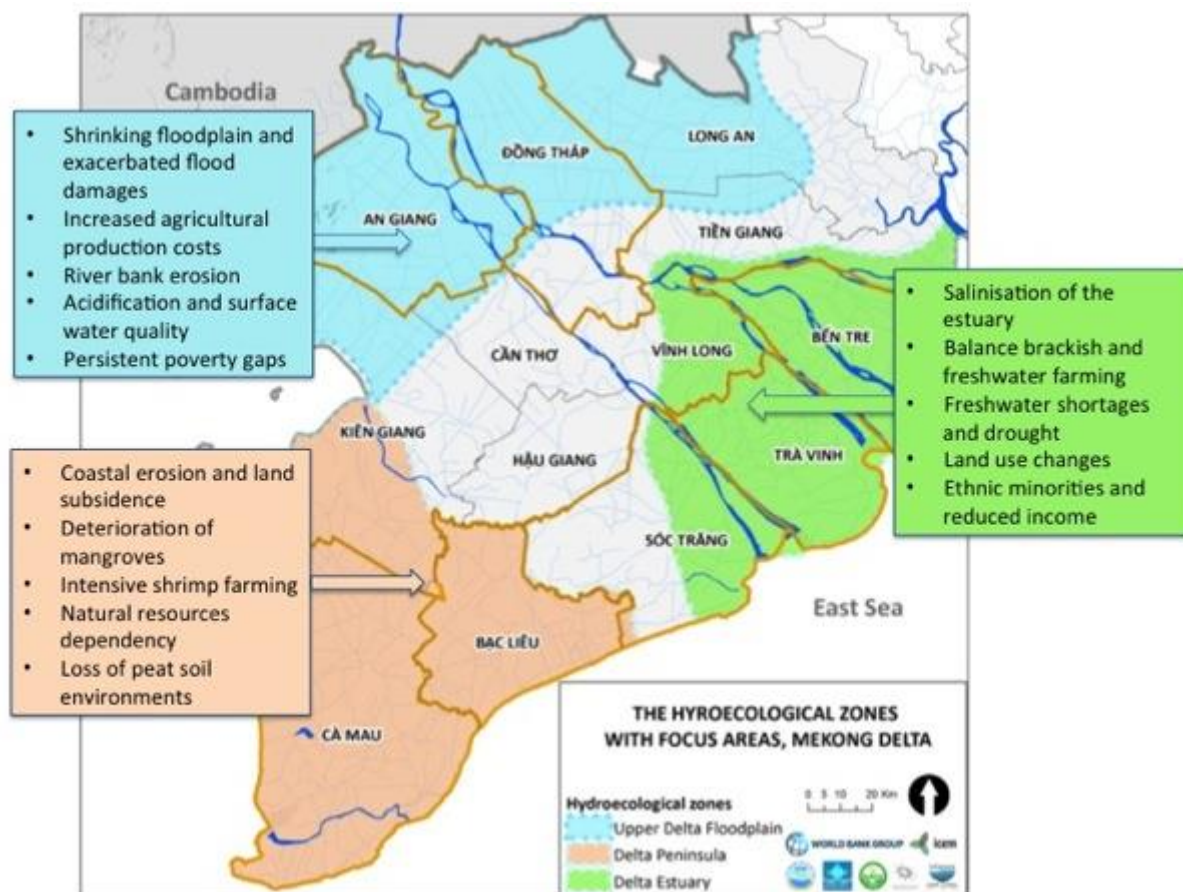 Cambodia
• Shrinking floodplain and
exacerbated flood
damages
• Increased agricultural
production costs
• River bank erosion
• Acidification and surface
water quality
• Persistent poverty gaps
LONG AN
ĐỒNG THÁP
AN GIANG
TIỀN GIANG
• Salinisation of the
estuary
• Balance brackish and
freshwater farming
• Freshwater shortages
and drought
• Land use changes
• Ethnic minorities and
reduced income
BẾN TRE
VĨNH LONG
CẦN THƠ
KIÊN GIANG
HẬU GIANG
TRÀ VINH
SÓC TRĂNG
• Coastal erosion and land
subsidence
• Deterioration of
mangroves
• Intensive shrimp farming
• Natural resources
dependency
• Loss of peat soil
environments
East Sea
BẠC LIÊU
CÀ MAU
THE HYROECOLOGICAL ZONES
WITH FOCUS AREAS, MEKONG DELTA
0 5 10 20 Km
Hydroecological zones
Upper Delta Floodplain
Delta Peninsula
Delta Estuary
WORLD BANK GROUP
icem